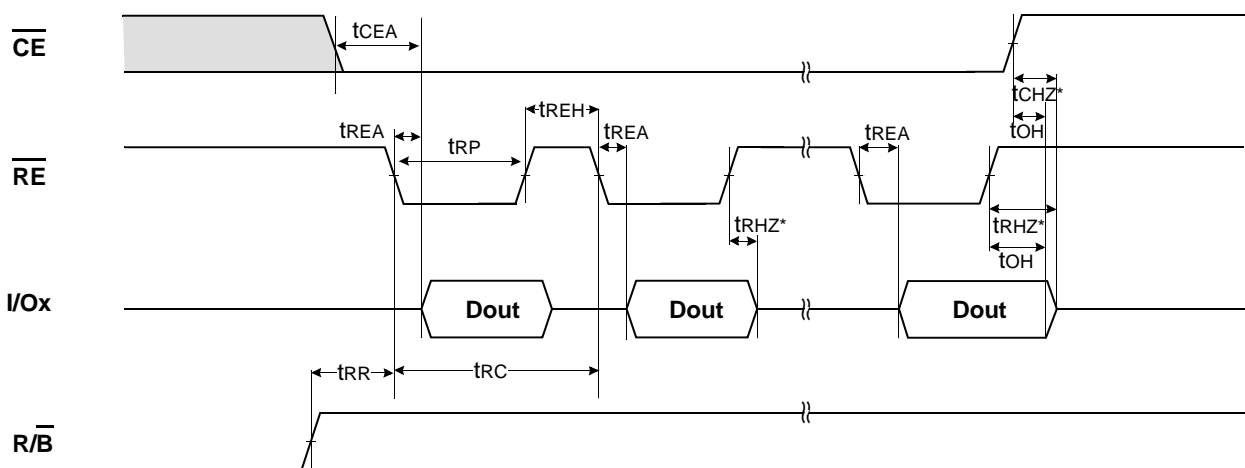 CE
tCEA
tCHZ*
tREH
tREA
tREA
tREA
tOH
tRP
RE
tRHZ*
tRHZ*
tOH
I/Ox
Dout
Dout
Dout
tRR
tRC
R/B